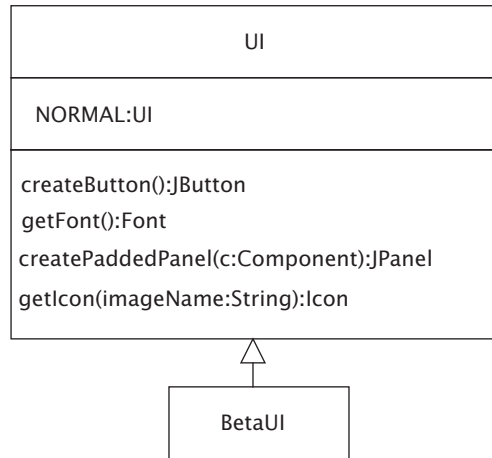 UI
NORMAL:UI
createButton():JButton
getFont():Font
createPaddedPanel(c:Component):JPanel
getIcon(imageName:String):Icon
BetaUI